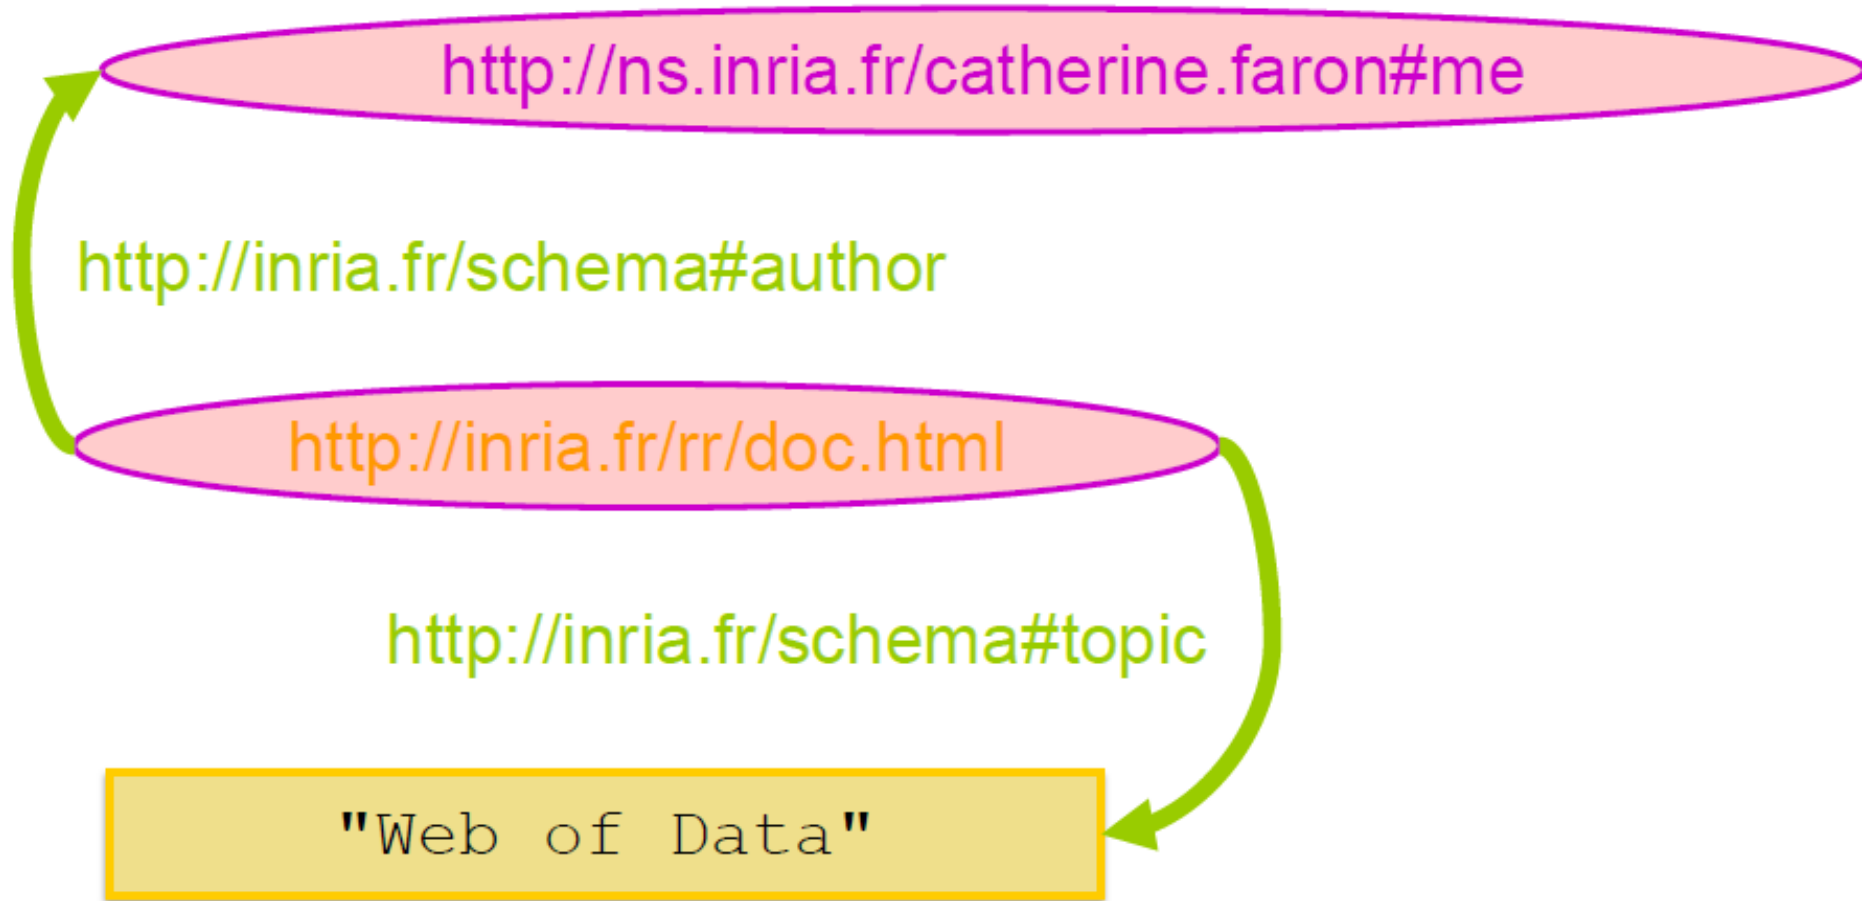 http://ns.inria.fr/catherine.faron#me
http://inria.fr/schema#author
http://inria.fr/rr/doc.html
http://inria.fr/schema#topic
"Web of Data"